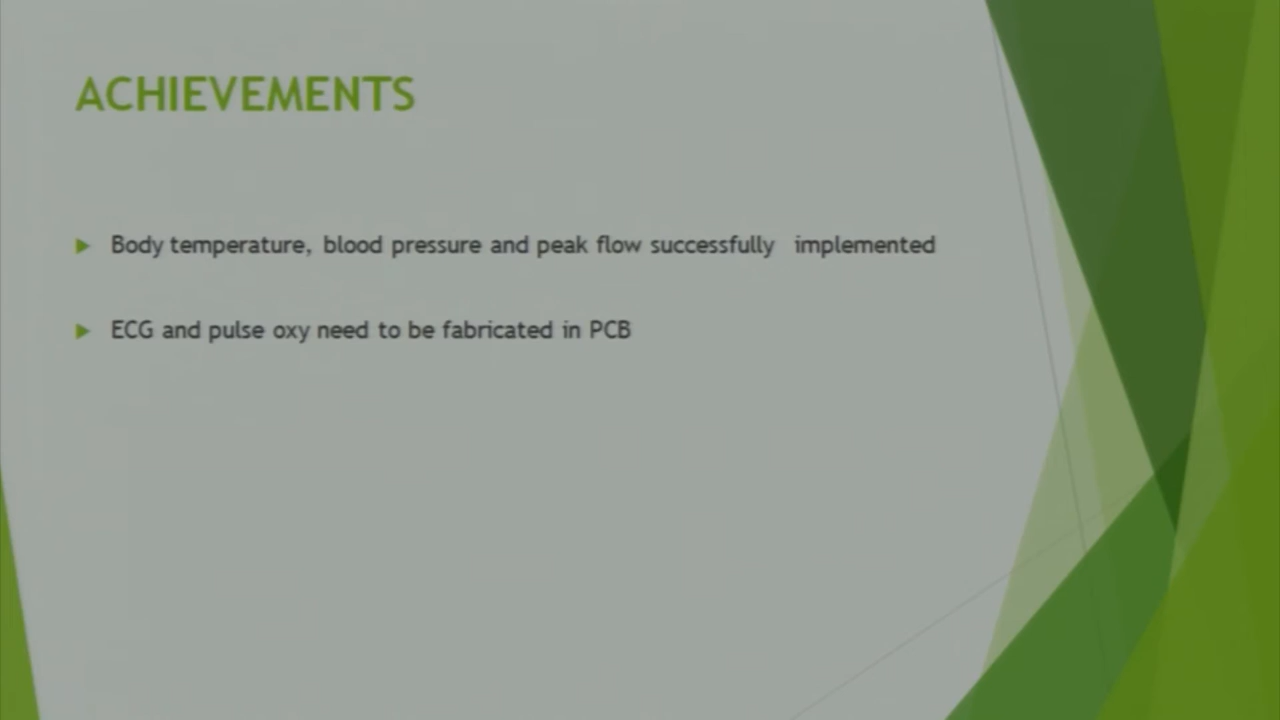 ACHIEVEMENTS
Body temperature, blood pressure and peak flow successfully implemented
ECG and pulse oxy need to be fabricated in PCB